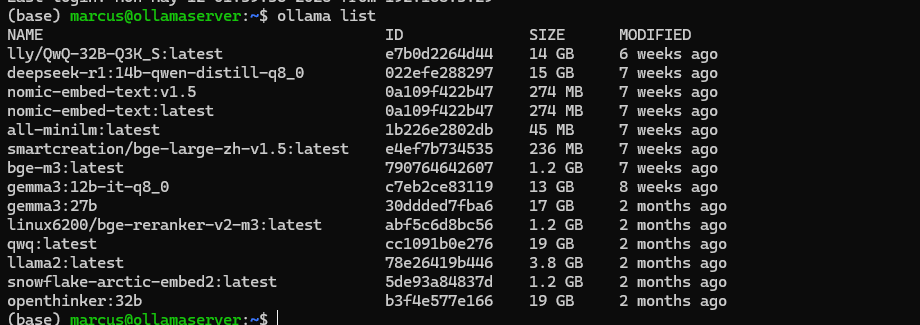 (base) marcus@ollamaserver:~$ ollama list
NAME ID SIZE MODIFIED
lly/QwQ-32B-Q3K_S:latest e7b0d2264d44 14 GB 6 weeks ago
deepseek-r1:14b-qwen-distill-q8_0 022efe288297 15 GB 7 weeks ago
nomic-embed-text:v1.5 0a109f422b47 274 MB 7 weeks ago
nomic-embed-text:latest 0a109f422b47 274 MB 7 weeks ago
all-minilm:latest 1b226e2802db 45 MB 7 weeks ago
smartcreation/bge-large-zh-v1.5:latest e4ef7b734535 236 MB 7 weeks ago
bge-m3:latest 790764642607 1.2 GB 7 weeks ago
gemma3:12b-it-q8_0 c7eb2ce83119 13 GB 8 weeks ago
gemma3:27b 30ddded7fba6 17 GB 2 months ago
linux6200/bge-reranker-v2-m3:latest abf5c6d8bc56 1.2 GB 2 months ago
qwq:latest cc1091b0e276 19 GB 2 months ago
llama2:latest 78e26419b446 3.8 GB 2 months ago
snowflake-arctic-embed2:latest 5de93a84837d 1.2 GB 2 months ago
openthinker:32b b3f4e577e166 19 GB 2 months ago
(base) marcus@ollamaserver:~$